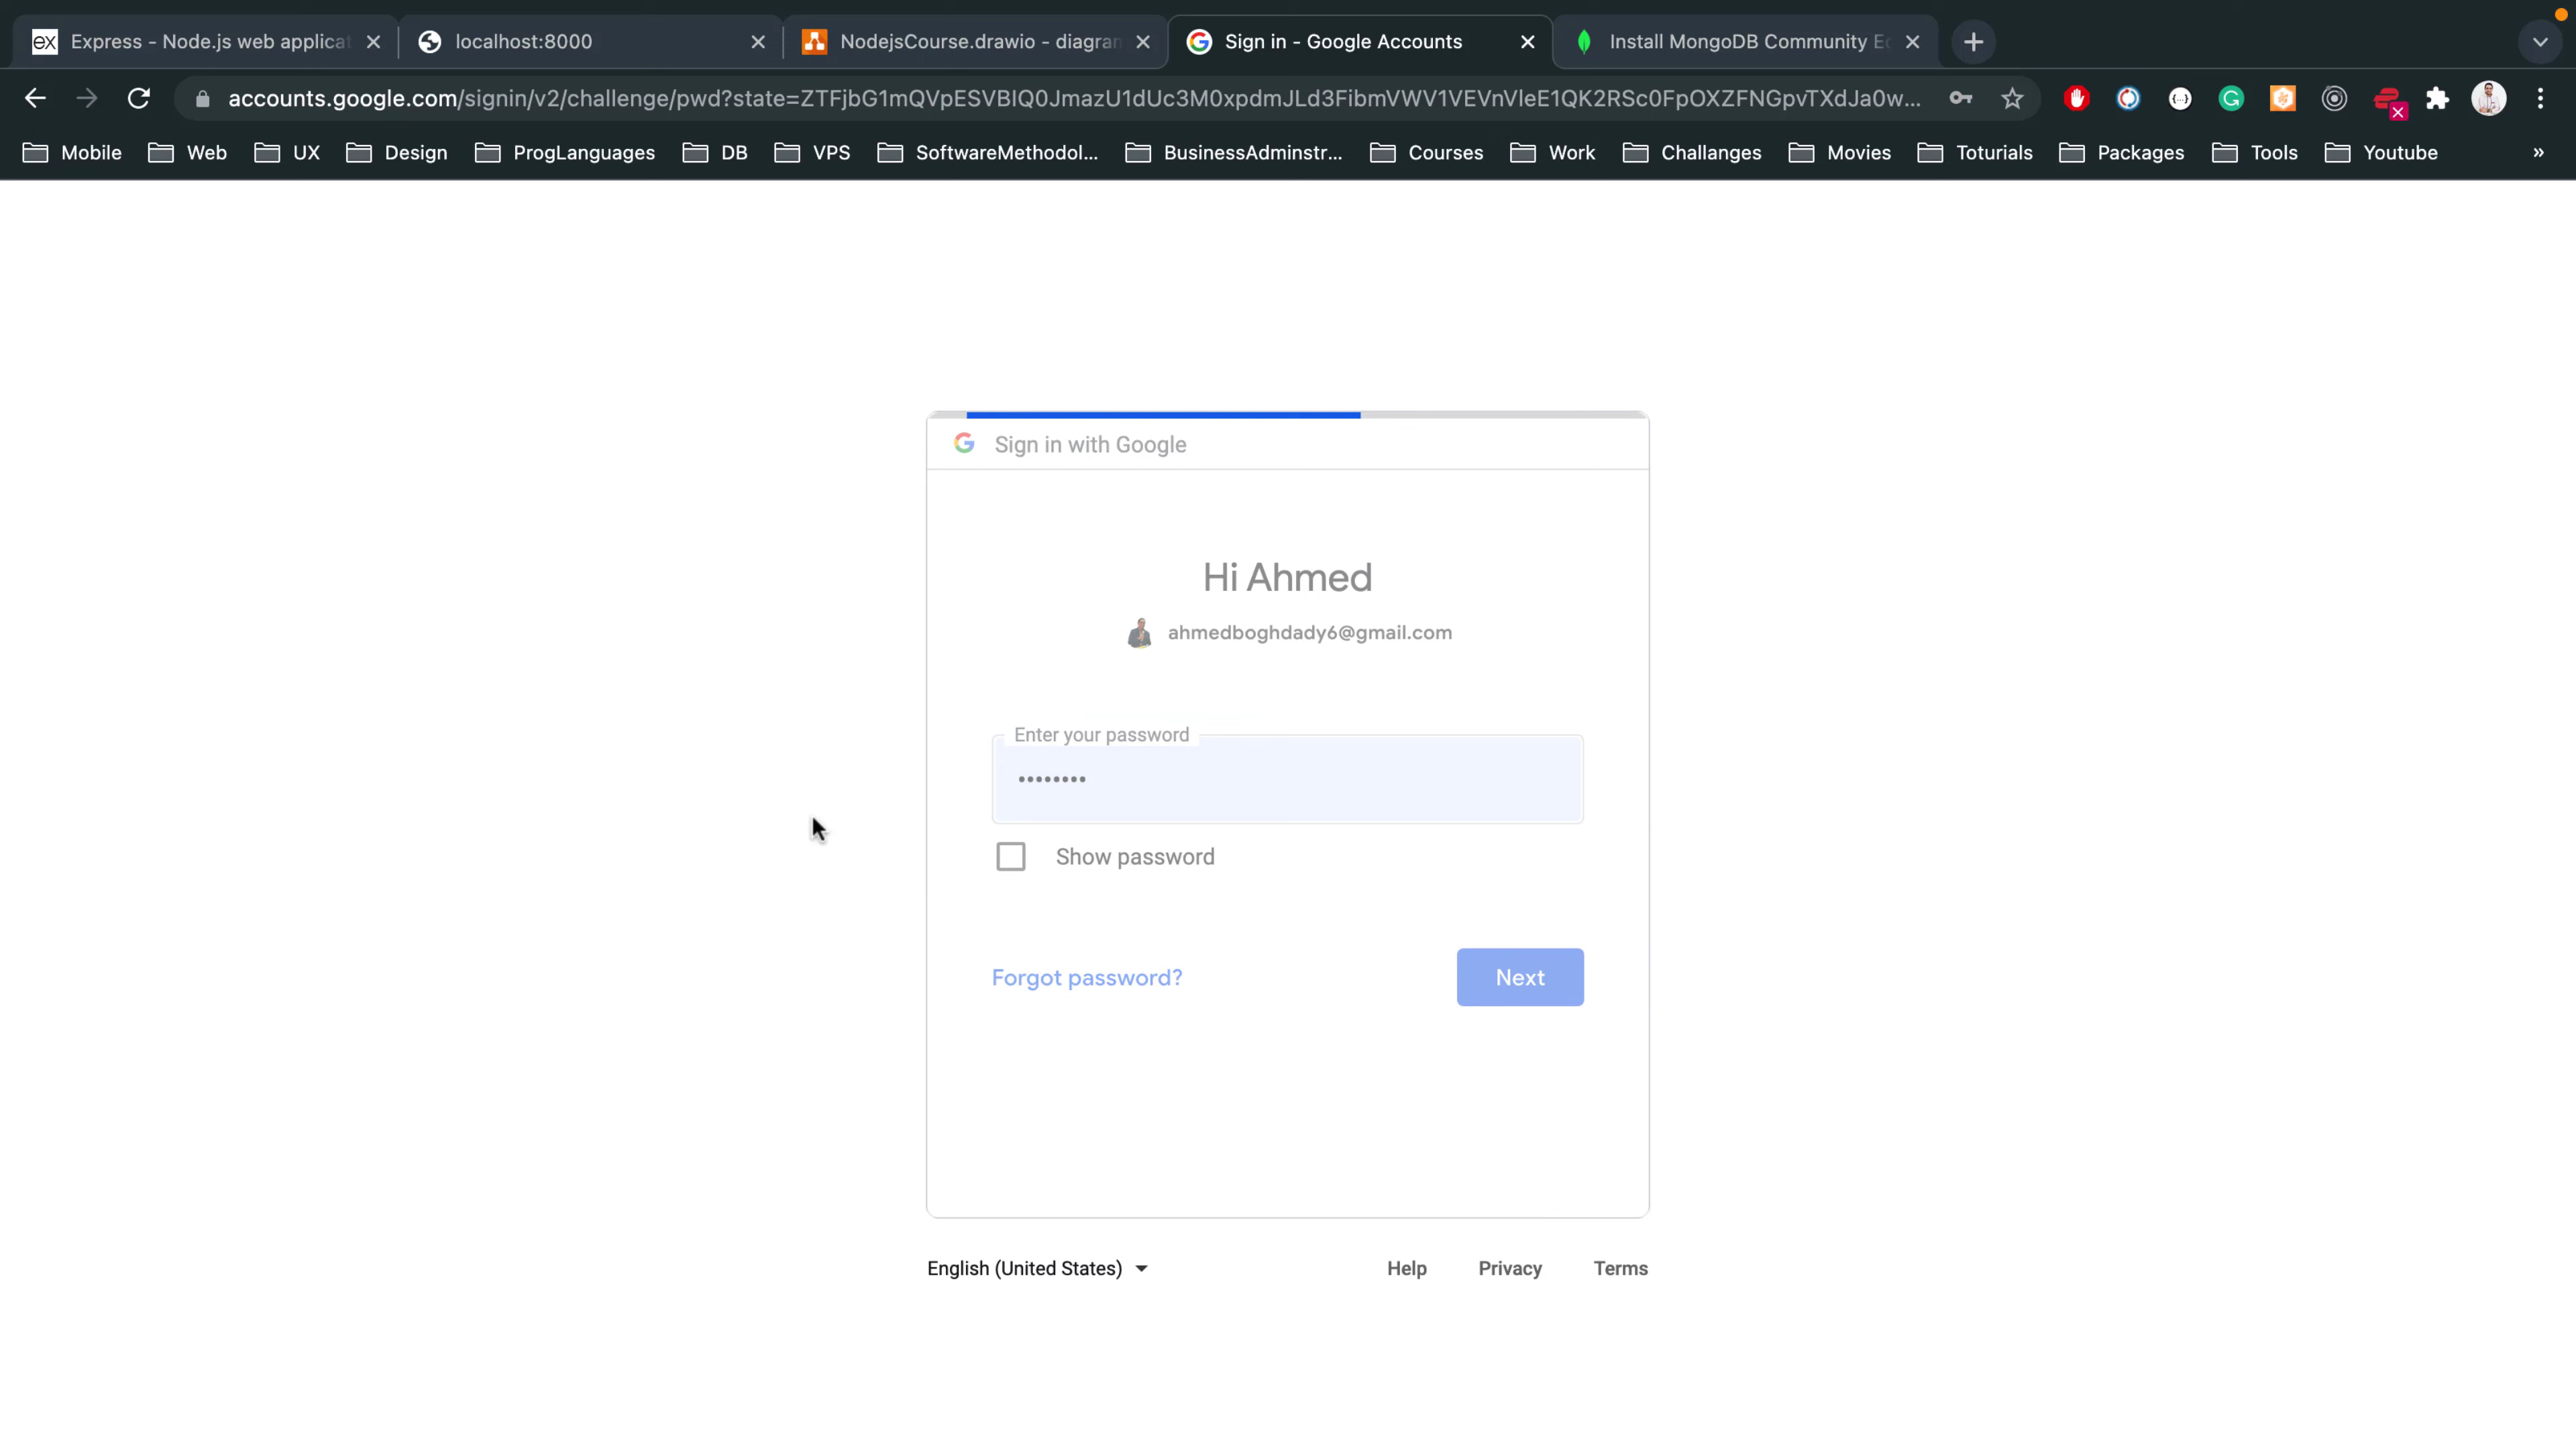 Express - Node.js web applicat
localhost:8000
NodejsCourse.drawio - diagram
Sign in - Google Accounts
Install MongoDB Community Ed
accounts.google.com/signin/v2/challenge/pwd?state=ZTFjbG1mQVpESVBIQ0JmazU1dUc3M0xpdmJLd3FibmVWV1VEVnVleE1QK2RSc0FpOXZFNGpvTXdJa0w...
Mobile
Web
UX
Design
ProgLanguages
DB
VPS
SoftwareMethodol...
BusinessAdminstr...
Courses
Work
Challanges
Movies
Toturials
Packages
Tools
Youtube
»
Sign in with Google
Hi Ahmed
ahmedboghdady6@gmail.com
Enter your password
••••••••
Show password
Forgot password?
Next
English (United States)
Help
Privacy
Terms